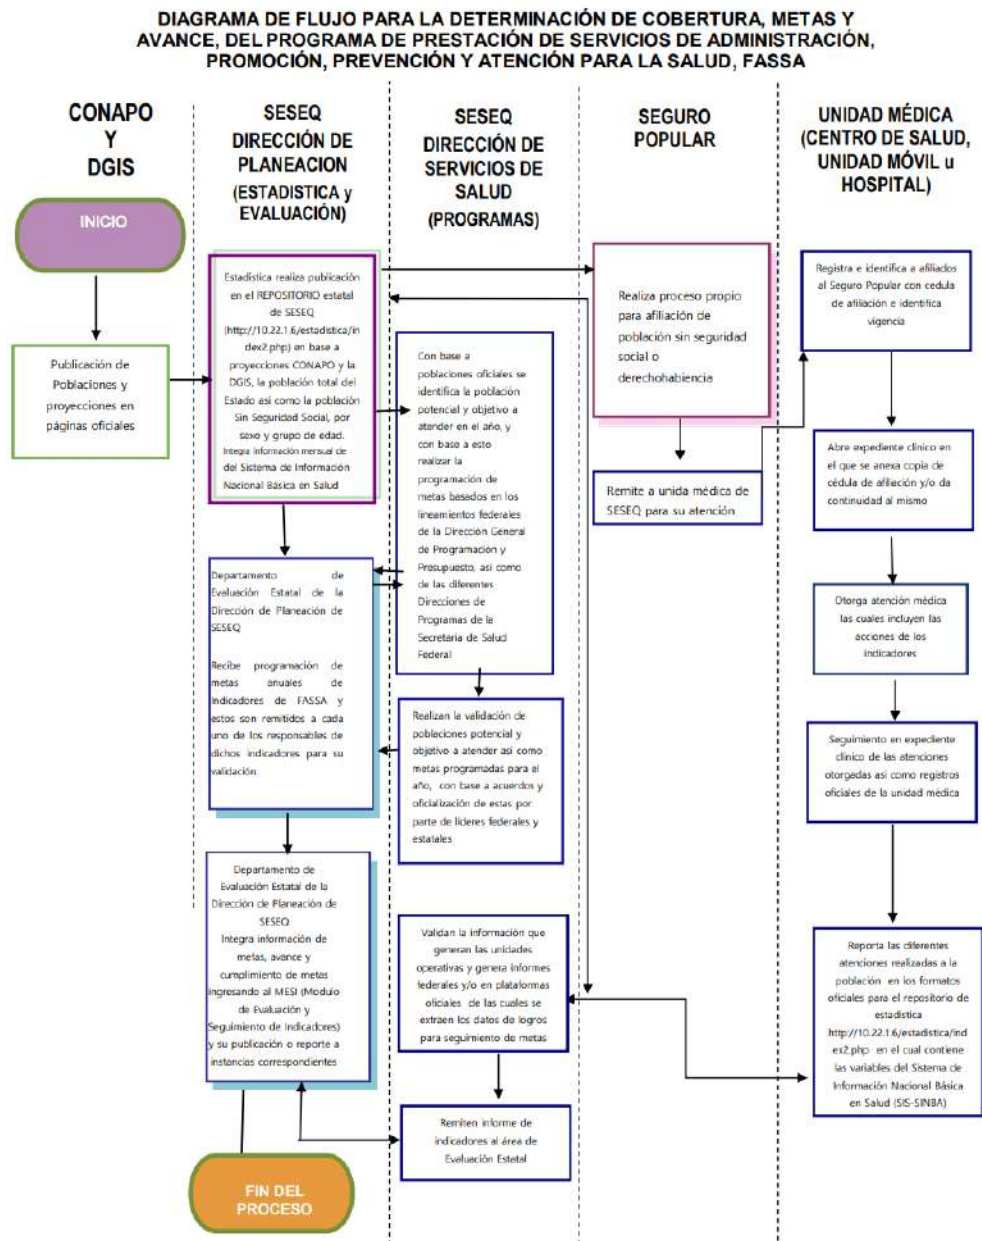 DIAGRAMA DE FLUJO PARA LA DETERMINACIÓN DE COBERTURA, METAS Y
AVANCE, DEL PROGRAMA DE PRESTACIÓN DE SERVICIOS DE ADMINISTRACIÓN,
PROMOCIÓN, PREVENCIÓN Y ATENCIÓN PARA LA SALUD, FASSA
CONAPO
Y
DGIS
INICIO
Publicación de
Poblaciones y
proyecciones en
páginas oficiales
SESEQ
DIRECCIÓN DE
PLANEACION
(ESTADISTICA y
EVALUACIÓN)
Estadística realiza publicación
en el REPOSITORIO estatal
de SESEQ
(http://10.22.1.6/estadistica/in
dex2.php) en base a
proyecciones CONAPO y la
DGIS, la población total del
Estado así como la población
Sin Seguridad Social, por
sexo y grupo de edad.
Integra información mensual de
del Sistema de Información
Nacional Básica en Salud
Departamento de
Evaluación Estatal de la
Dirección de Planeación de
SESEQ
Recibe programación de
metas anuales de
Indicadores de FASSA y
estos son remitidos a cada
uno de los responsables de
dichos indicadores para su
validación.
Departamento de
Evaluación Estatal de la
Dirección de Planeación de
SESEQ
Integra información de
metas, avance y
cumplimiento de metas
ingresando al MESI (Modulo
de Evaluación y
Seguimiento de Indicadores)
y su publicación o reporte a
instancias correspondientes
FIN DEL
PROCESO
SESEQ
DIRECCIÓN DE
SERVICIOS DE
SALUD
(PROGRAMAS)
Con base a
poblaciones oficiales se
identifica la población
potencial y objetivo a
atender en el año, y
con base a esto
realizar la
programación de
metas basados en los
lineamientos federales
de la Dirección General
de Programación y
Presupuesto, así como
de las diferentes
Direcciones de
Programas de la
Secretaria de Salud
Federal
Realizan la validación de
poblaciones potencial y
objetivo a atender así como
metas programadas para el
año, con base a acuerdos y
oficialización de estas por
parte de líderes federales y
estatales
Validan la información que
generan las unidades
operativas y genera informes
federales y/o en plataformas
oficiales de las cuales se
extraen los datos de logros
para seguimiento de metas
Remiten informe de
indicadores al área de
Evaluación Estatal
SEGURO
POPULAR
Realiza proceso propio
para afiliación de
población sin seguridad
social o
derechohabiencia
Remite a unida médica de
SESEQ para su atención
UNIDAD MÉDICA
(CENTRO DE SALUD,
UNIDAD MÓVIL u
HOSPITAL)
Registra e identifica a afiliados
al Seguro Popular con cedula
de afiliación e identifica
vigencia
Abre expediente clínico en
el que se anexa copia de
cédula de afiliación y/o da
continuidad al mismo
Otorga atención médica
las cuales incluyen las
acciones de los
indicadores
Seguimiento en expediente
clínico de las atenciones
otorgadas así como registros
oficiales de la unidad médica
Reporta las diferentes
atenciones realizadas a la
población en los formatos
oficiales para el repositorio de
estadística
http://10.22.1.6/estadistica/ind
ex2.php en el cual contiene
las variables del Sistema de
Información Nacional Básica
en Salud (SIS-SINBA)